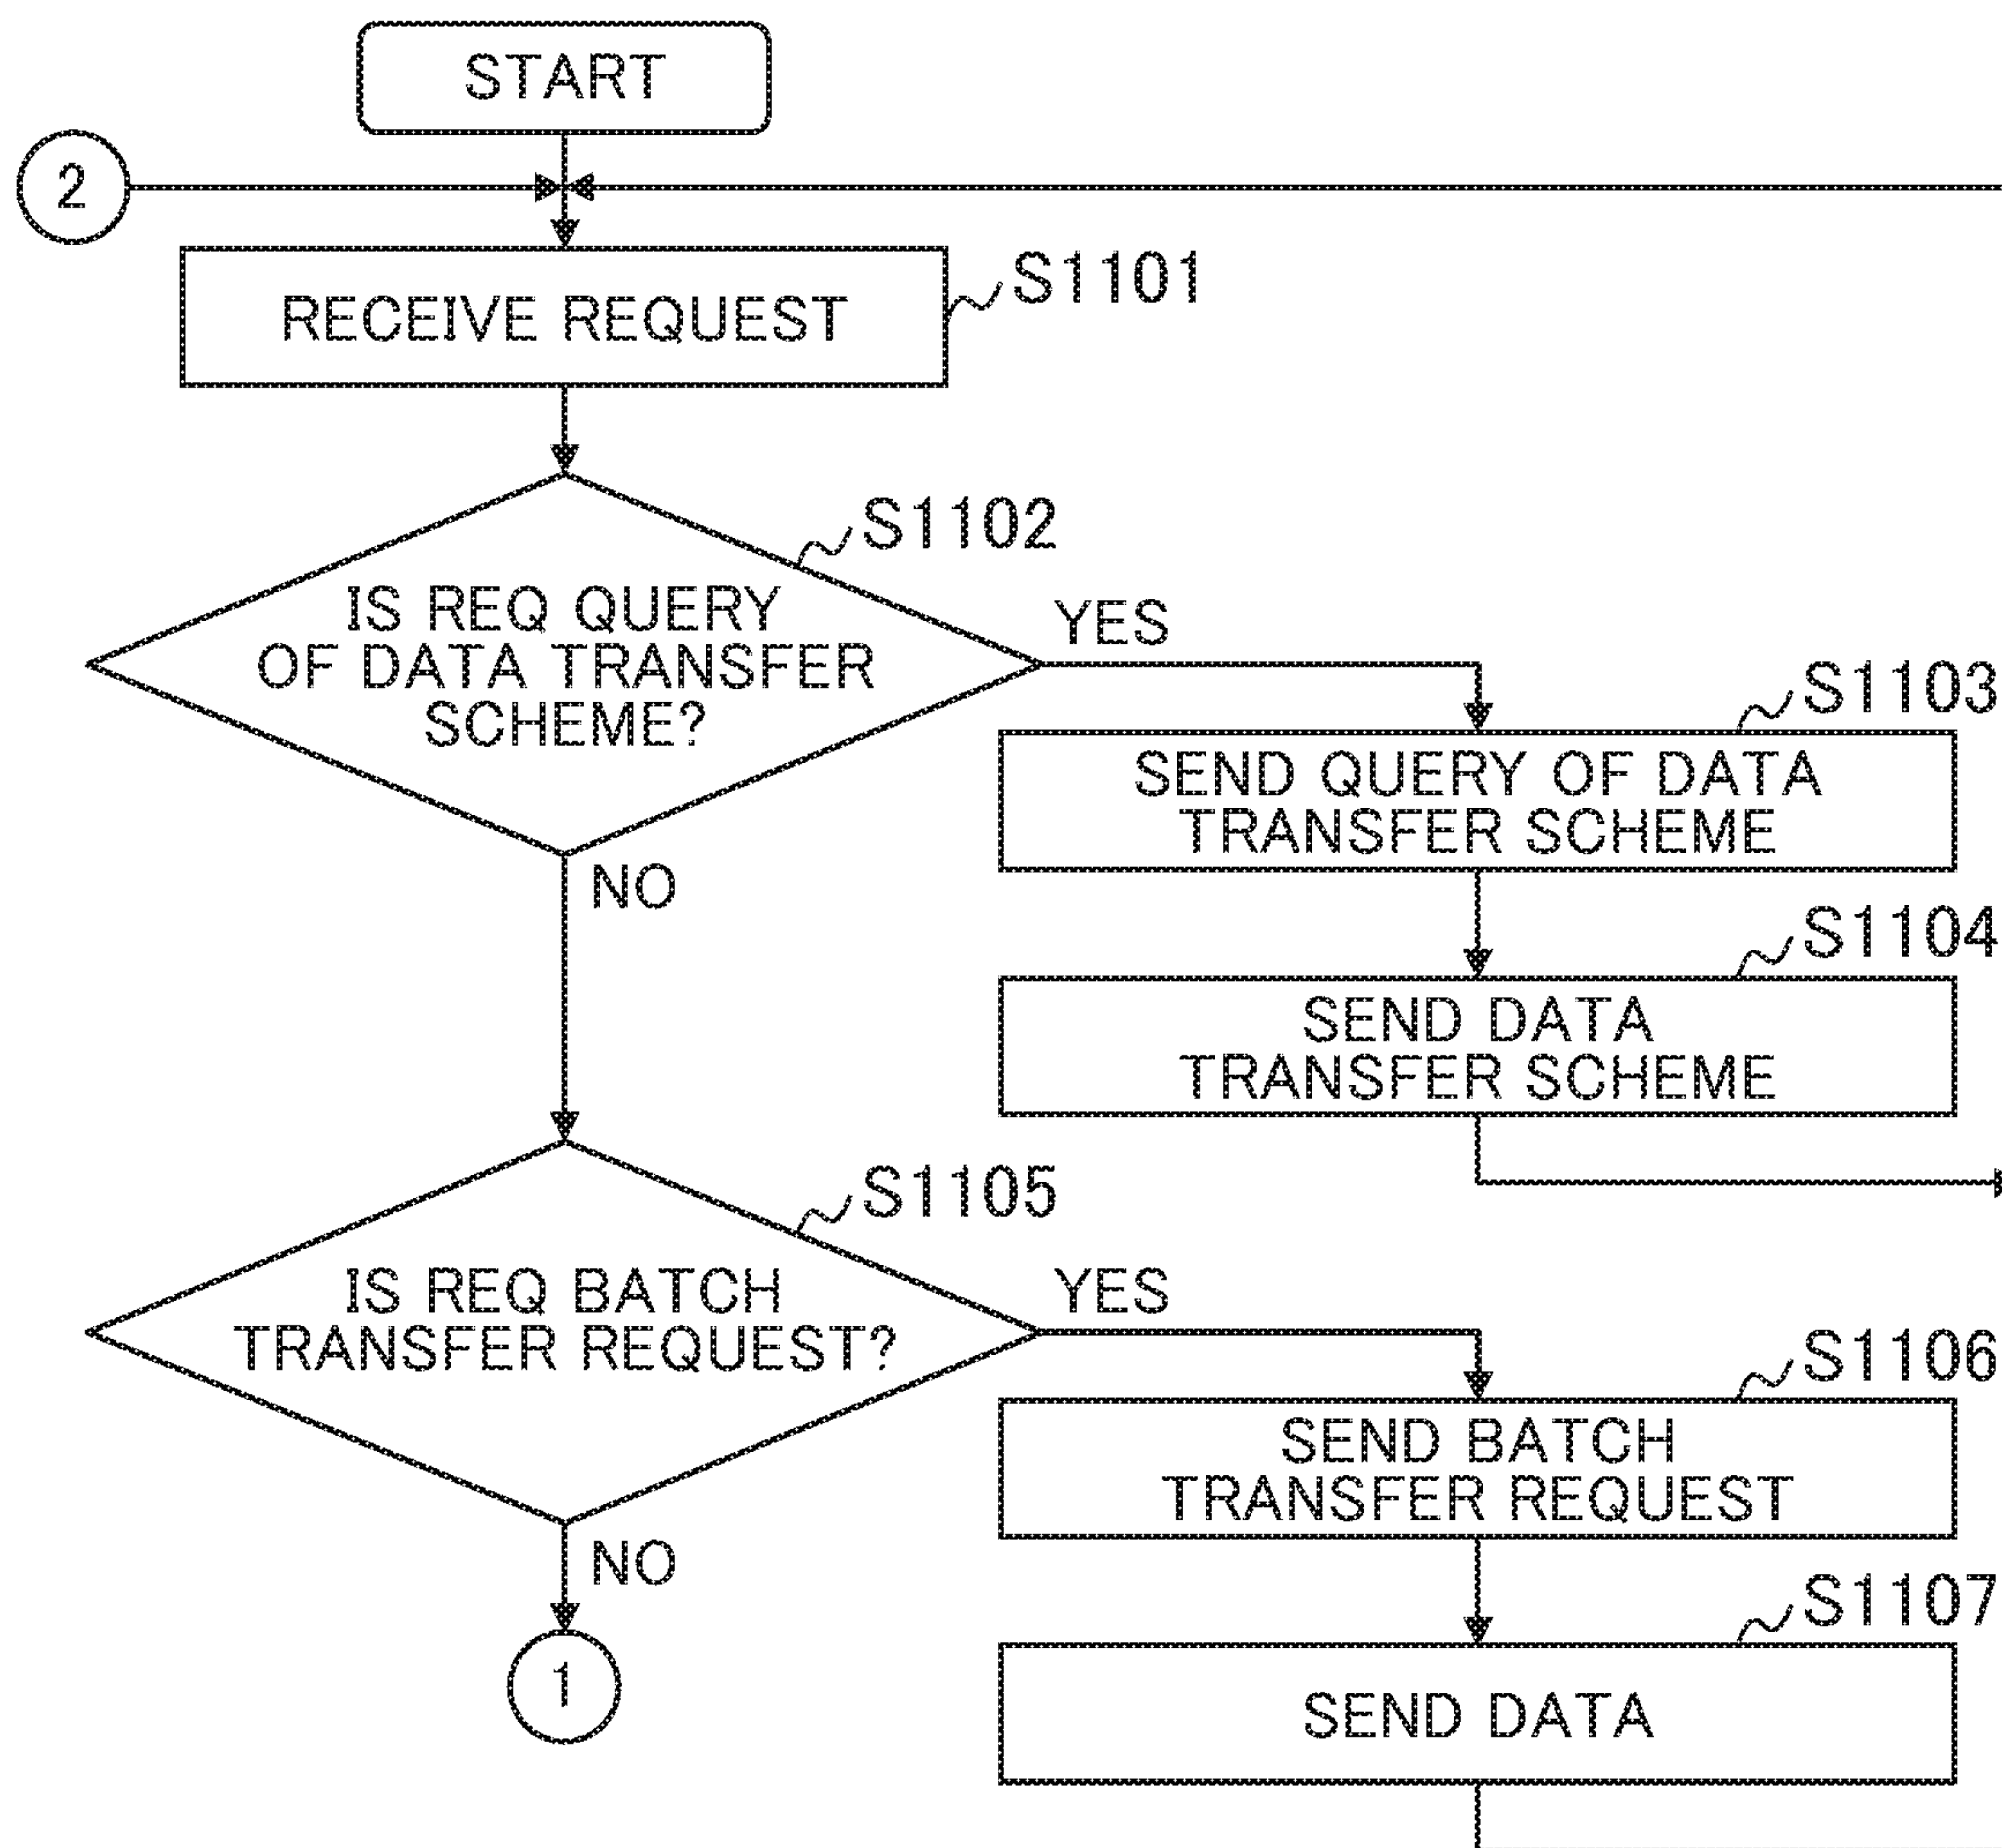 START
2
S1101
RECEIVE REQUEST
S1102
IS REQ QUERY
OF DATA TRANSFER
SCHEME?
YES
NO
S1103
SEND QUERY OF DATA
TRANSFER SCHEME
S1104
SEND DATA
TRANSFER SCHEME
S1105
IS REQ BATCH
TRANSFER REQUEST?
YES
NO
1
S1106
SEND BATCH
TRANSFER REQUEST
S1107
SEND DATA